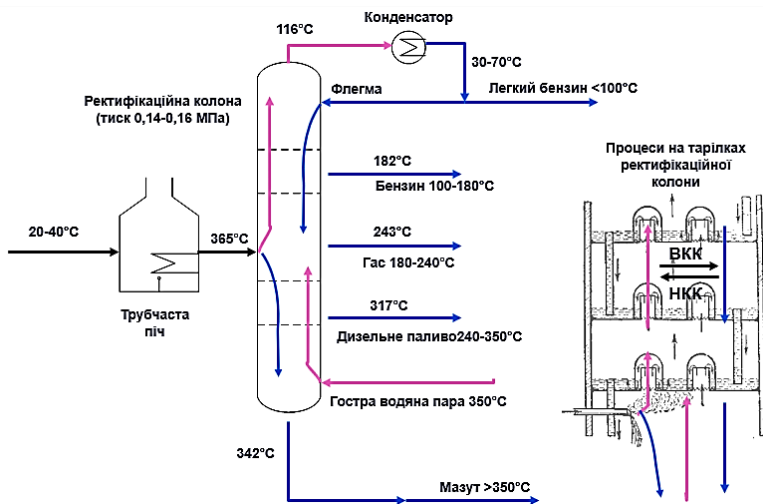 Конденсатор
116°C
30-70°C
Ректифікаційна колона
(тиск 0,14-0,16 МПа)
Флегма
Легкий бензин <100°C
182°C
Бензин 100-180°C
Процеси на тарілках
ректифікаційної
колони
20-40°C
365°C
243°C
Гас 180-240°C
ВКК
НКК
Трубчаста
піч
317°C
Дизельне паливо240-350°C
Гостра водяна пара 350°C
342°C
Мазут >350°C